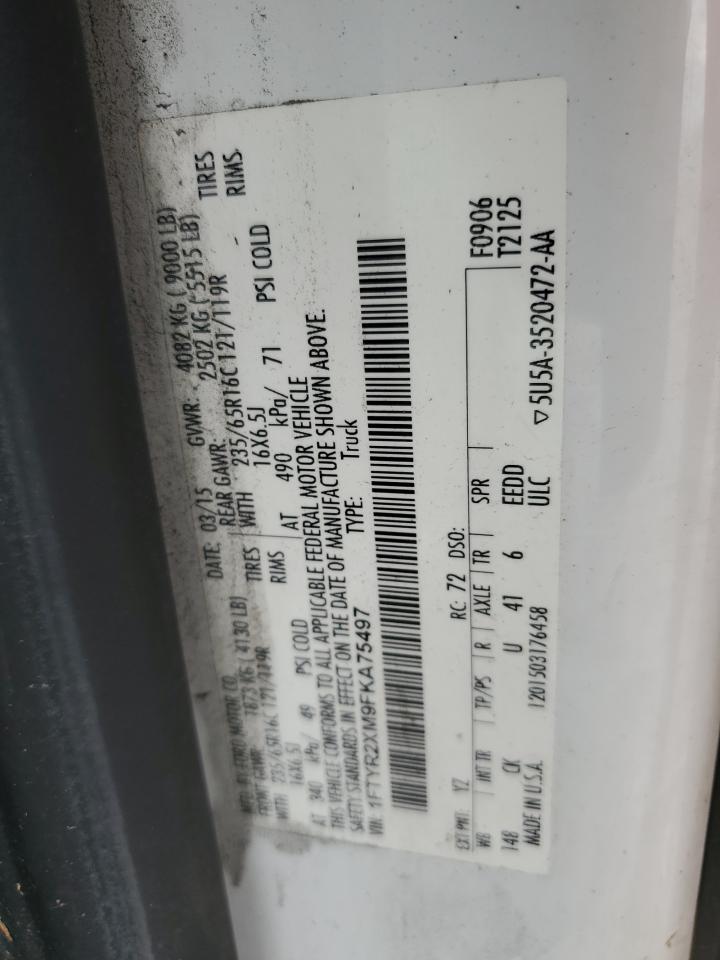 MFD. BY FORD MOTOR CO.
DATE: 03/15 GVWR: 4082 KG ( 9000 LB)
FRONT GAWR: 1873 KG ( 4130 LB) REAR GAWR: 2502 KG ( 5515 LB)
WITH 235/65R16C 121/119R TIRES WITH 235/65R16C 121/119R TIRES
16X6.5J RIMS 16X6.5J RIMS
AT 340 kPa/ 49 PSI COLD AT 490 kPa/ 71 PSI COLD
THIS VEHICLE CONFORMS TO ALL APPLICABLE FEDERAL MOTOR VEHICLE
SAFETY STANDARDS IN EFFECT ON THE DATE OF MANUFACTURE SHOWN ABOVE.
VIN: 1FTYR2XM9FKA75497 TYPE: Truck
EXT PNT: YZ RC: 72 DSO: F0906
WB INT TR TP/PS R AXLE TR SPR T2125
148 CK U 41 6 EEDD
MADE IN U.S.A. 1201503176458 ULC ▽5U5A-3520472-AA